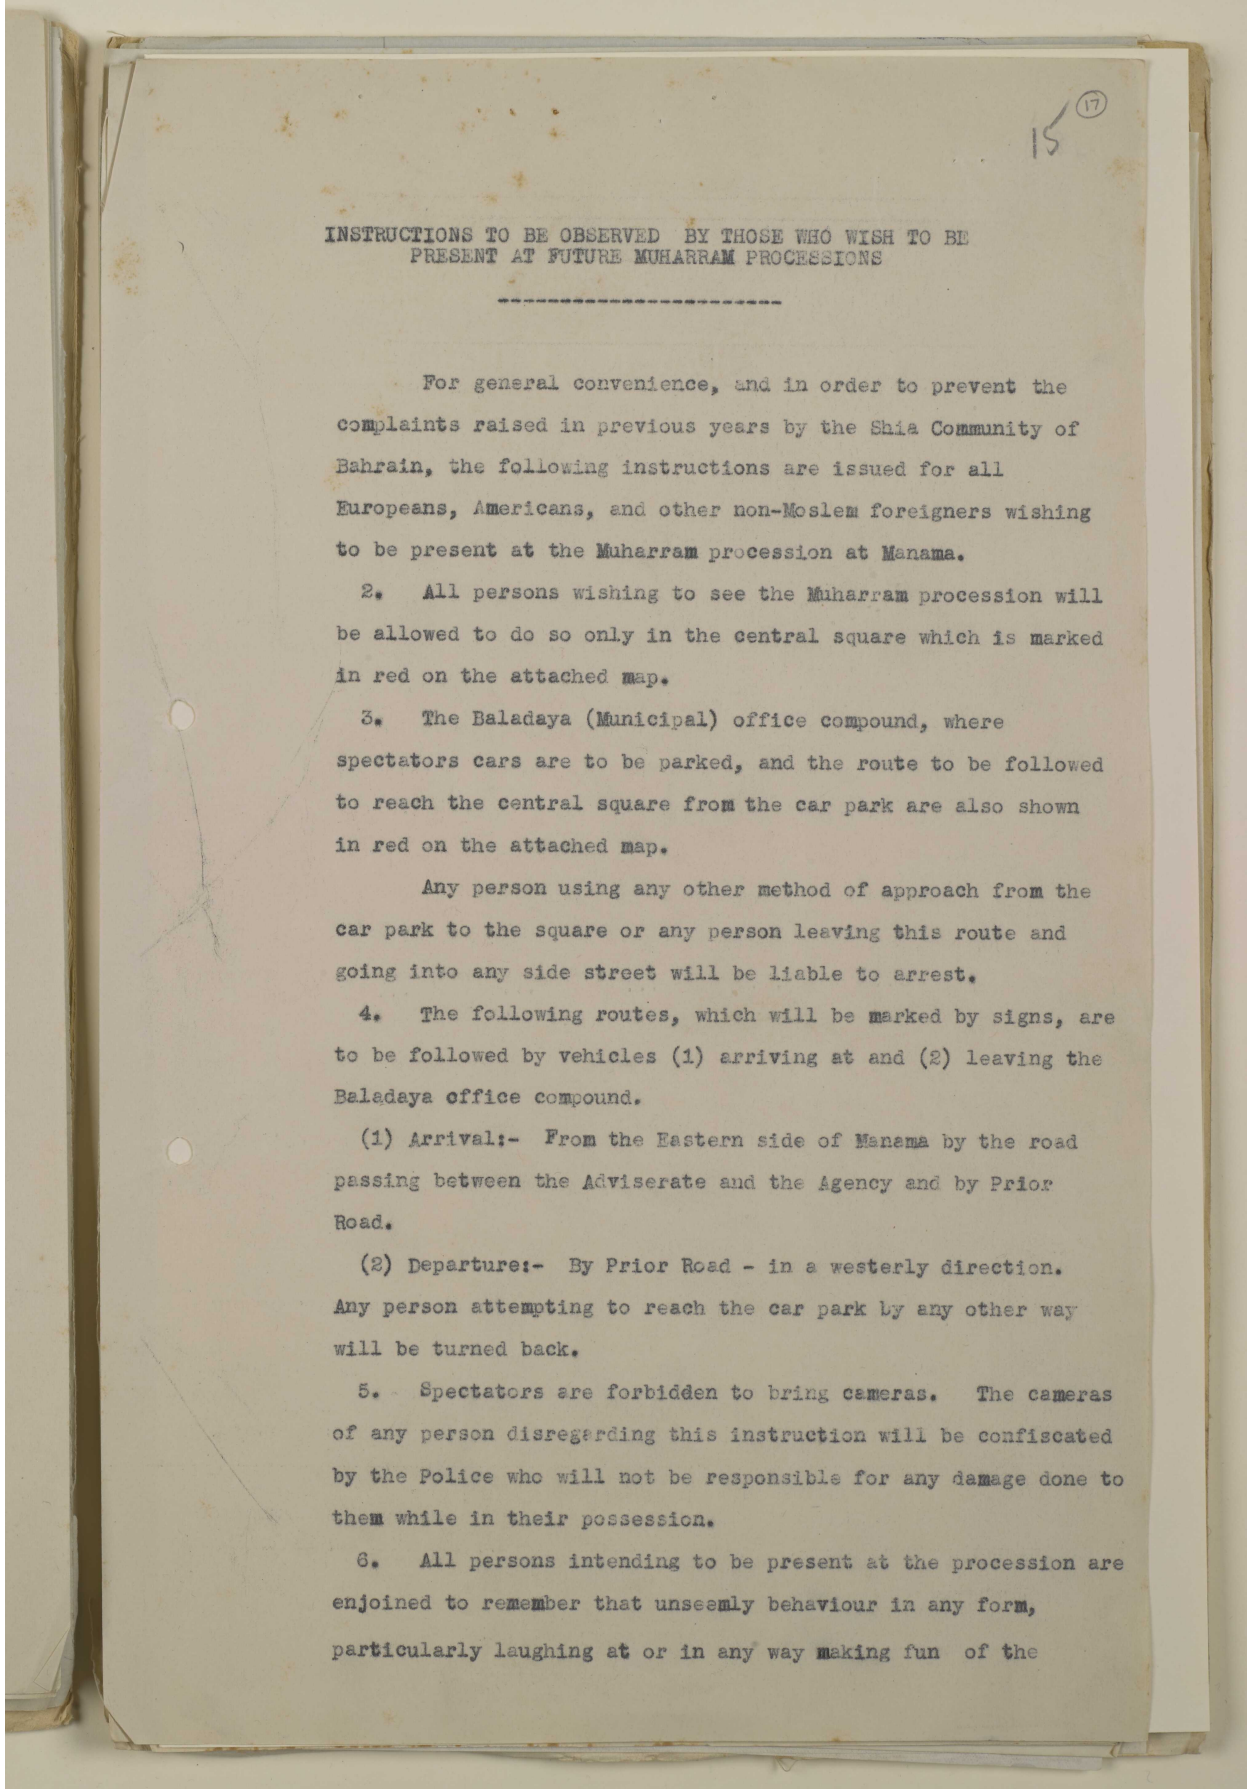 17
15
INSTRUCTIONS TO BE OBSERVED BY THOSE WHO WISH TO BE
PRESENT AT FUTURE MUHARRAM PROCESSIONS
-----------------------
For general convenience, and in order to prevent the
complaints raised in previous years by the Shia Community of
Bahrain, the following instructions are issued for all
Europeans, Americans, and other non-Moslem foreigners wishing
to be present at the Muharram procession at Manama.
2. All persons wishing to see the Muharram procession will
be allowed to do so only in the central square which is marked
in red on the attached map.
3. The Baladaya (Municipal) office compound, where
spectators cars are to be parked, and the route to be followed
to reach the central square from the car park are also shown
in red on the attached map.
Any person using any other method of approach from the
car park to the square or any person leaving this route and
going into any side street will be liable to arrest.
4. The following routes, which will be marked by signs, are
to be followed by vehicles (1) arriving at and (2) leaving the
Baladaya office compound.
(1) Arrival:- From the Eastern side of Manama by the road
passing between the Adviserate and the Agency and by Prior
Road.
(2) Departure:- By Prior Road - in a westerly direction.
Any person attempting to reach the car park by any other way
will be turned back.
5. Spectators are forbidden to bring cameras. The cameras
of any person disregarding this instruction will be confiscated
by the Police who will not be responsible for any damage done to
them while in their possession.
6. All persons intending to be present at the procession are
enjoined to remember that unseemly behaviour in any form,
particularly laughing at or in any way making fun of the